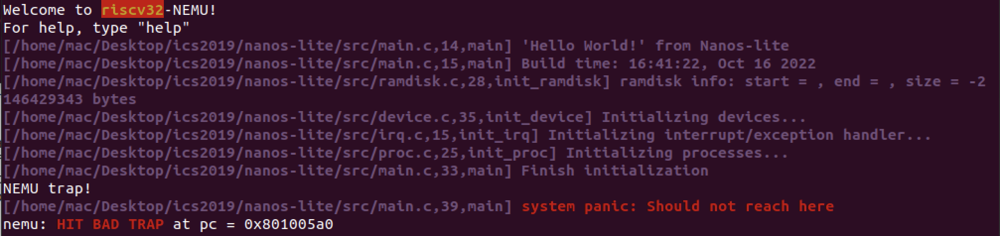 Welcome to riscv32-NEMU!
For help, type "help"
[/home/mac/Desktop/ics2019/nanos-lite/src/main.c,14,main] 'Hello World!' from Nanos-lite
[/home/mac/Desktop/ics2019/nanos-lite/src/main.c,15,main] Build time: 16:41:22, Oct 16 2022
[/home/mac/Desktop/ics2019/nanos-lite/src/ramdisk.c,28,init_ramdisk] ramdisk info: start = , end = , size = -2
146429343 bytes
[/home/mac/Desktop/ics2019/nanos-lite/src/device.c,35,init_device] Initializing devices...
[/home/mac/Desktop/ics2019/nanos-lite/src/irq.c,15,init_irq] Initializing interrupt/exception handler...
[/home/mac/Desktop/ics2019/nanos-lite/src/proc.c,25,init_proc] Initializing processes...
[/home/mac/Desktop/ics2019/nanos-lite/src/main.c,33,main] Finish initialization
NEMU trap!
[/home/mac/Desktop/ics2019/nanos-lite/src/main.c,39,main] system panic: Should not reach here
nemu: HIT BAD TRAP at pc = 0x801005a0